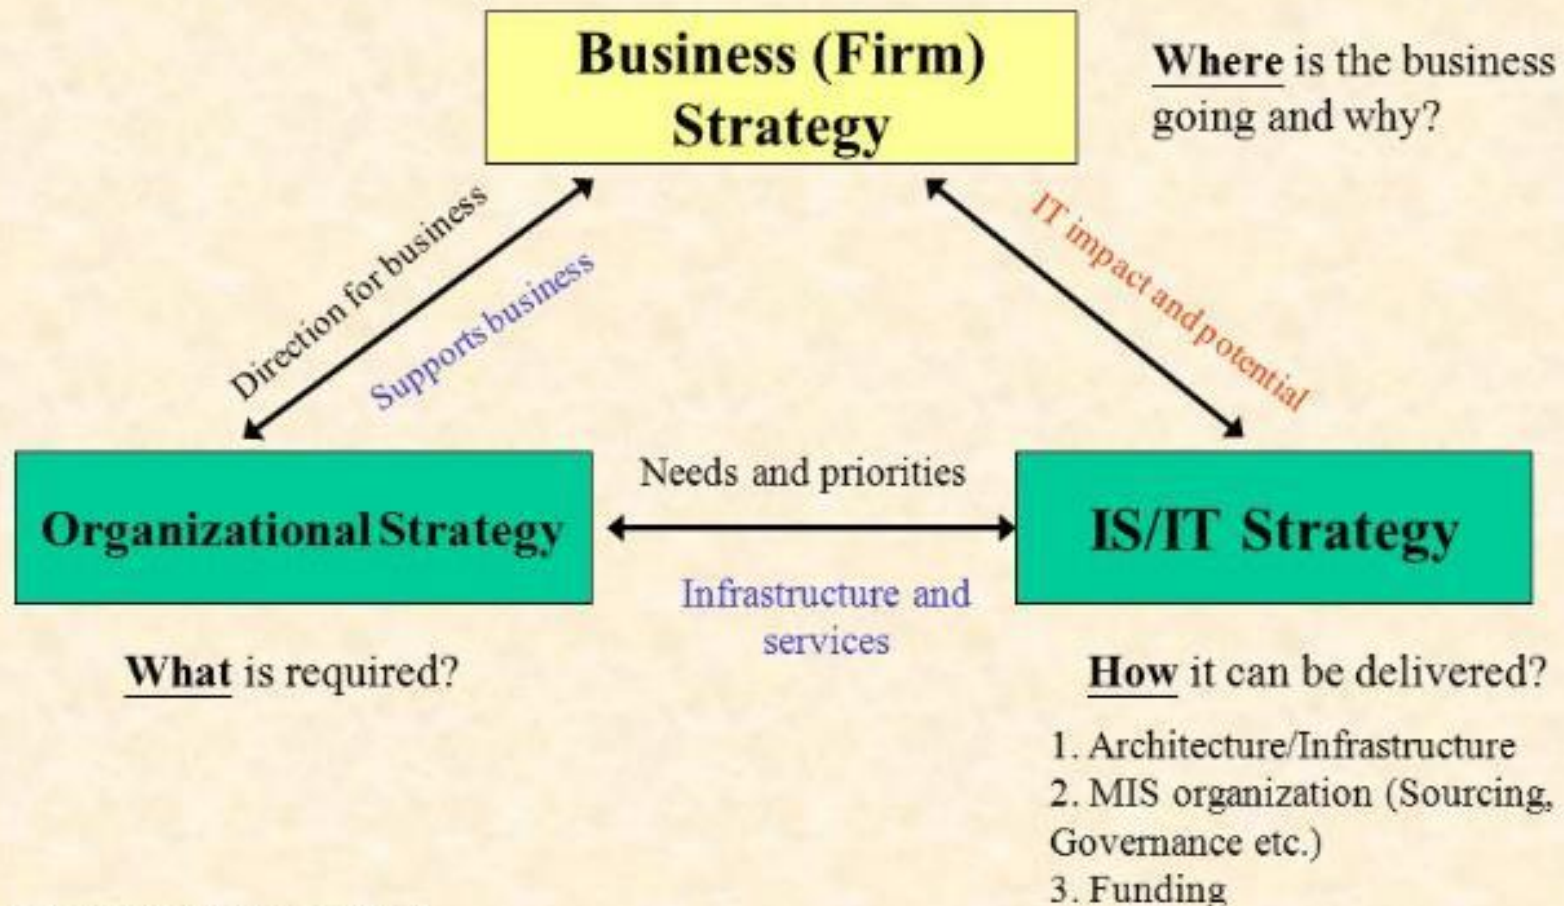 Business (Firm)
Strategy
Where is the business
going and why?
Direction for business
Supports business
IT impact and potential
Organizational Strategy
Needs and priorities
Infrastructure and
services
IS/IT Strategy
What is required?
How it can be delivered?
1. Architecture/Infrastructure
2. MIS organization (Sourcing,
Governance etc.)
3. Funding